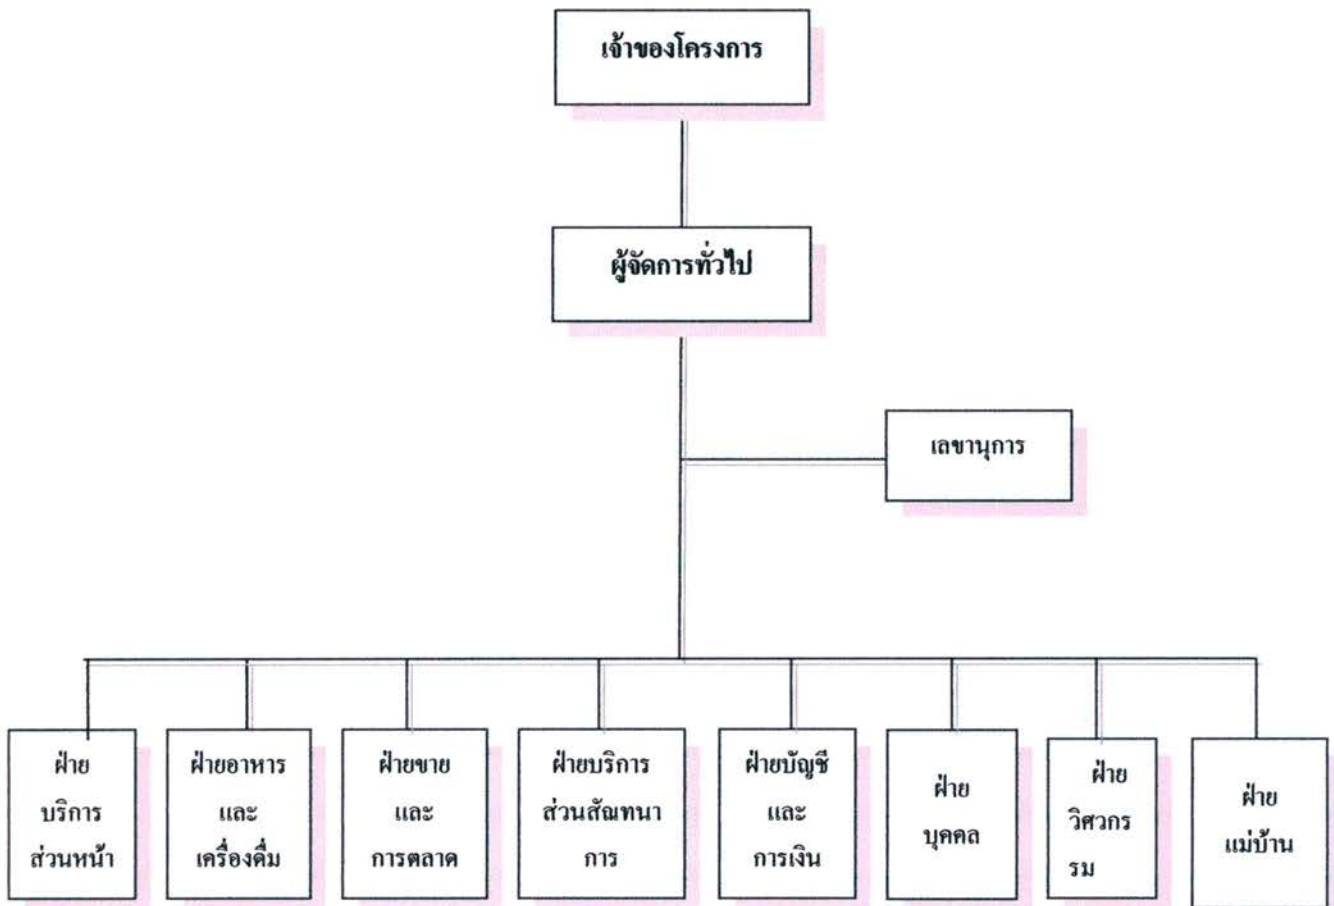 เจ้าของโครงการ
ผู้จัดการทั่วไป
เลขานุการ
ฝ่าย
บริการ
ส่วนหน้า
ฝ่ายอาหาร
และ
เครื่องดื่ม
ฝ่ายขาย
และ
การตลาด
ฝ่ายบริการ
ส่วนสัณทนา
การ
ฝ่ายบัญชี
และ
การเงิน
ฝ่าย
บุคคล
ฝ่าย
วิศวกร
รม
ฝ่าย
แม่บ้าน